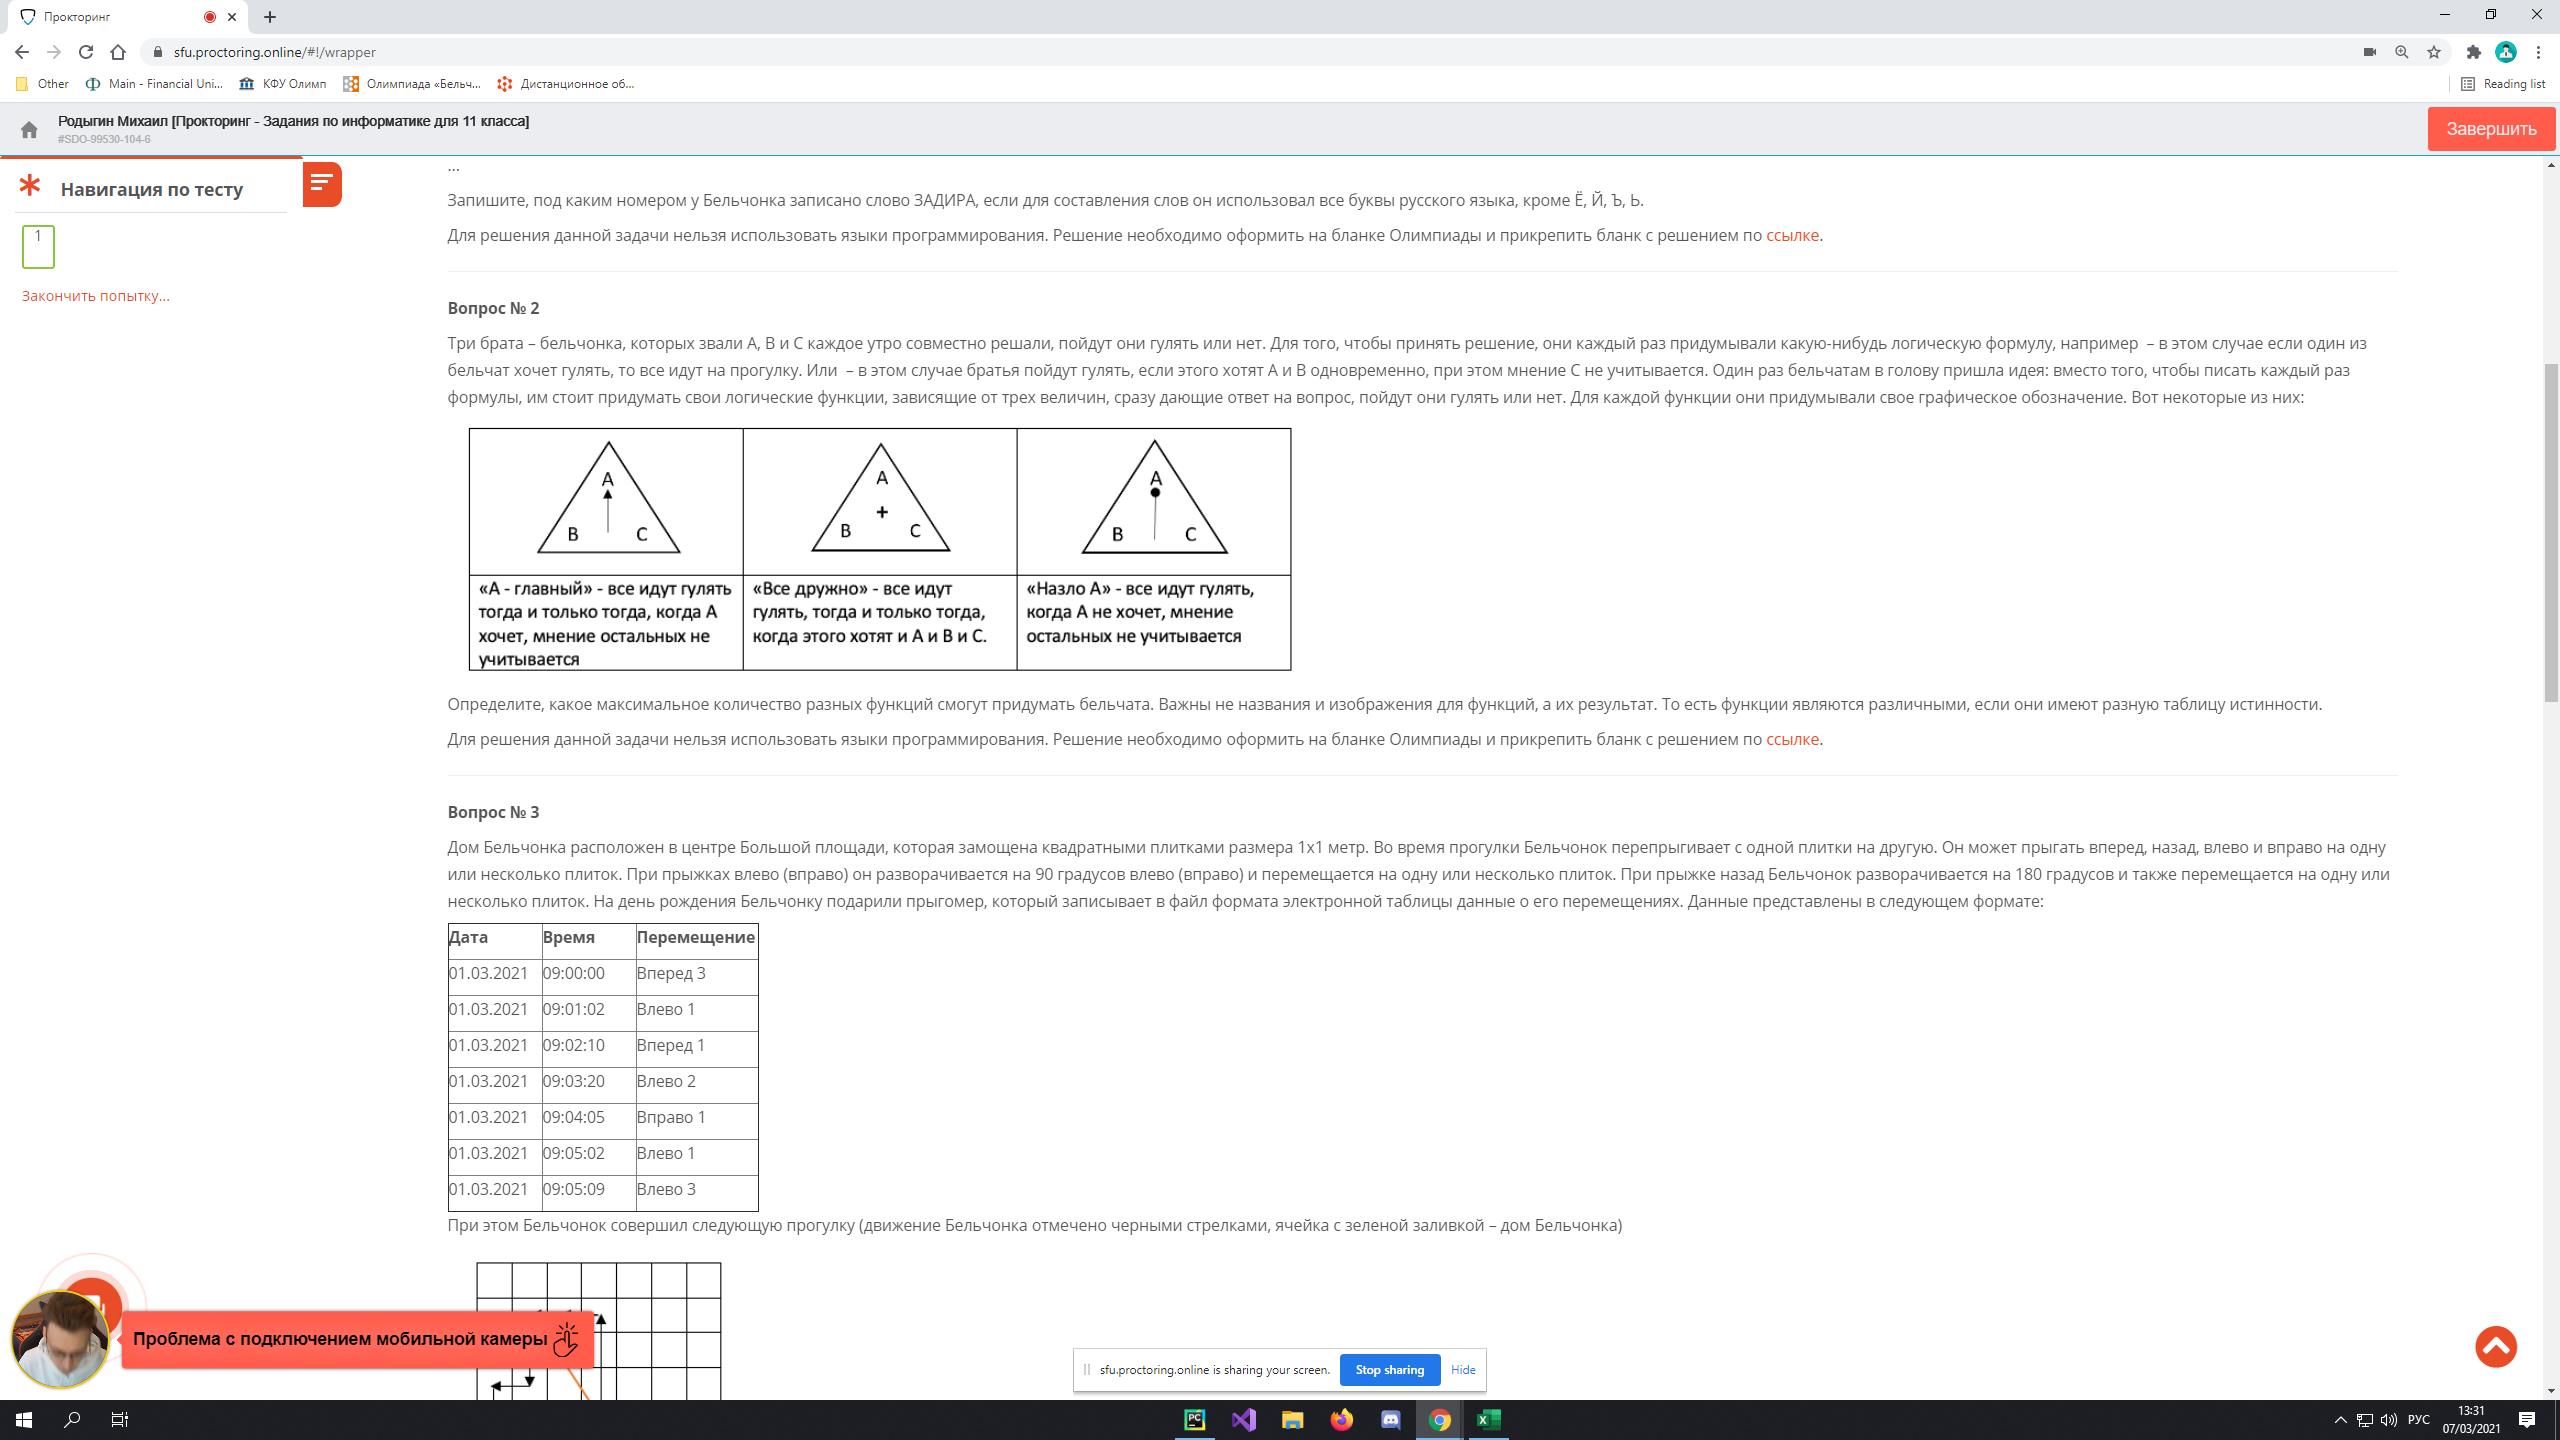 Прокторинг
sfu.proctoring.online/#!/wrapper
Other
Main - Financial Uni...
КФУ Олимп
Олимпиада «Бельч...
Дистанционное об...
Reading list
Родыгин Михаил [Прокторинг - Задания по информатике для 11 класса]
#SDO-99530-104-6
Завершить
Навигация по тесту
1
Закончить попытку...
...
Запишите, под каким номером у Бельчонка записано слово ЗАДИРА, если для составления слов он использовал все буквы русского языка, кроме Ё, Й, Ъ, Ь.
Для решения данной задачи нельзя использовать языки программирования. Решение необходимо оформить на бланке Олимпиады и прикрепить бланк с решением по ссылке.
Вопрос № 2
Три брата – бельчонка, которых звали А, В и С каждое утро совместно решали, пойдут они гулять или нет. Для того, чтобы принять решение, они каждый раз придумывали какую-нибудь логическую формулу, например – в этом случае если один из
бельчат хочет гулять, то все идут на прогулку. Или – в этом случае братья пойдут гулять, если этого хотят А и В одновременно, при этом мнение С не учитывается. Один раз бельчатам в голову пришла идея: вместо того, чтобы писать каждый раз
формулы, им стоит придумать свои логические функции, зависящие от трех величин, сразу дающие ответ на вопрос, пойдут они гулять или нет. Для каждой функции они придумывали свое графическое обозначение. Вот некоторые из них:
A A A
+
B C B C B C
«А - главный» - все идут гулять тогда и только тогда, когда А хочет, мнение остальных не учитывается
«Все дружно» - все идут гулять, тогда и только тогда, когда этого хотят и А и В и С.
«Назло А» - все идут гулять, когда А не хочет, мнение остальных не учитывается
Определите, какое максимальное количество разных функций смогут придумать бельчата. Важны не названия и изображения для функций, а их результат. То есть функции являются различными, если они имеют разную таблицу истинности.
Для решения данной задачи нельзя использовать языки программирования. Решение необходимо оформить на бланке Олимпиады и прикрепить бланк с решением по ссылке.
Вопрос № 3
Дом Бельчонка расположен в центре Большой площади, которая замощена квадратными плитками размера 1х1 метр. Во время прогулки Бельчонок перепрыгивает с одной плитки на другую. Он может прыгать вперед, назад, влево и вправо на одну
или несколько плиток. При прыжках влево (вправо) он разворачивается на 90 градусов влево (вправо) и перемещается на одну или несколько плиток. При прыжке назад Бельчонок разворачивается на 180 градусов и также перемещается на одну или
несколько плиток. На день рождения Бельчонку подарили прыгомер, который записывает в файл формата электронной таблицы данные о его перемещениях. Данные представлены в следующем формате:
Дата Время Перемещение
01.03.2021 09:00:00 Вперед 3
01.03.2021 09:01:02 Влево 1
01.03.2021 09:02:10 Вперед 1
01.03.2021 09:03:20 Влево 2
01.03.2021 09:04:05 Вправо 1
01.03.2021 09:05:02 Влево 1
01.03.2021 09:05:09 Влево 3
При этом Бельчонок совершил следующую прогулку (движение Бельчонка отмечено черными стрелками, ячейка с зеленой заливкой – дом Бельчонка)
Проблема с подключением мобильной камеры
sfu.proctoring.online is sharing your screen.
Stop sharing
Hide
PC
РУС
13:31
07/03/2021